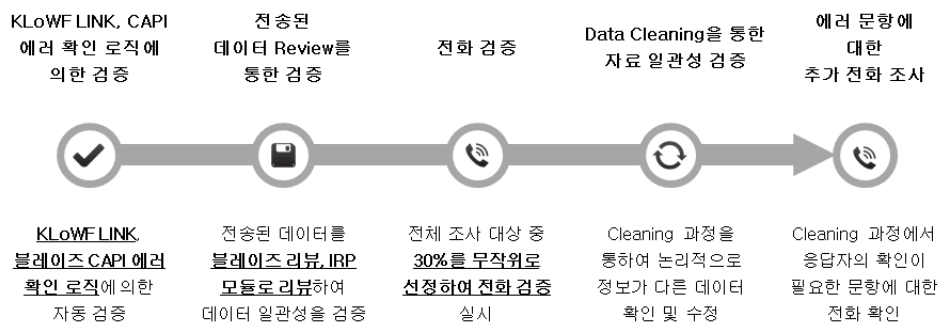 KLoWF LINK, CAPI
에러 확인 로직에
의한 검증
전송된
데이터 Review를
통한 검증
전화 검증
Data Cleaning을 통한
자료 일관성 검증
에러 문항에
대한
추가 전화 조사
KLoWF LINK,
블레이즈 CAPI 에러
확인 로직에 의한
자동 검증
전송된 데이터를
블레이즈 리뷰, IRP
모듈로 리뷰하여
데이터 일관성을 검증
전체 조사 대상 중
30%를 무작위로
선정하여 전화 검증
실시
Cleaning 과정을
통하여 논리적으로
정보가 다른 데이터
확인 및 수정
Cleaning 과정에서
응답자의 확인이
필요한 문항에 대한
전화 확인